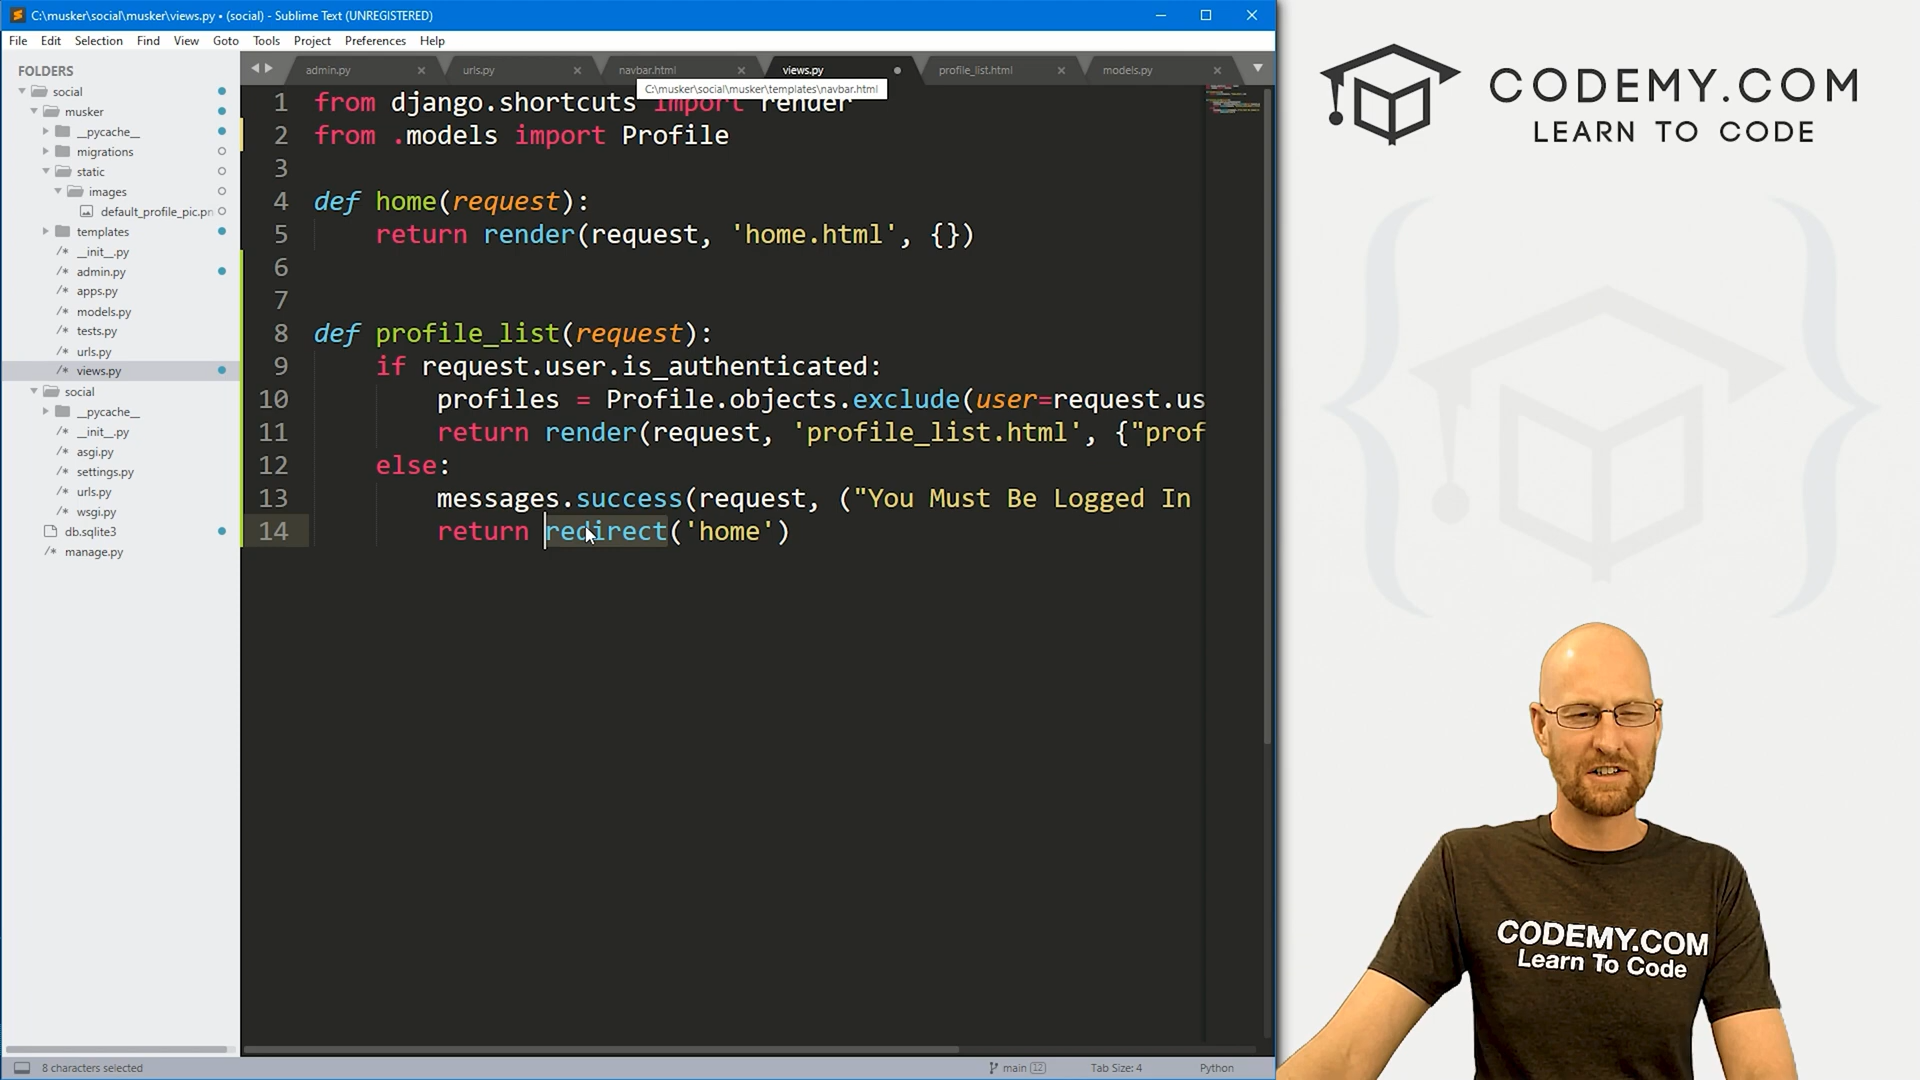 C:\musker\social\musker\views.py • (social) - Sublime Text (UNREGISTERED)
File Edit Selection Find View Goto Tools Project Preferences Help
FOLDERS
social
musker
__pycache__
migrations
static
images
default_profile_pic.pn
templates
__init__.py
admin.py
apps.py
models.py
tests.py
urls.py
views.py
social
__pycache__
__init__.py
asgi.py
settings.py
urls.py
wsgi.py
db.sqlite3
manage.py
admin.py urls.py navbar.html views.py profile_list.html models.py
C:\musker\social\musker\templates\navbar.html
1 from django.shortcuts import render
2 from .models import Profile
3
4 def home(request):
5 return render(request, 'home.html', {})
6
7
8 def profile_list(request):
9 if request.user.is_authenticated:
10 profiles = Profile.objects.exclude(user=request.us
11 return render(request, 'profile_list.html', {"prof
12 else:
13 messages.success(request, ("You Must Be Logged In
14 return redirect('home')
8 characters selected
main 12 Tab Size: 4 Python
CODEMY.COM
LEARN TO CODE
CODEMY.COM
Learn To Code